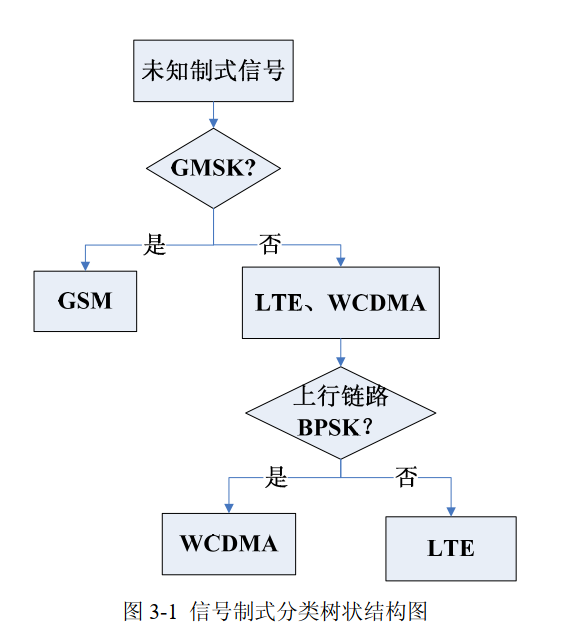 未知制式信号
GMSK?
是
否
GSM
LTE、WCDMA
上行链路
BPSK？
是
否
WCDMA
LTE
图 3-1 信号制式分类树状结构图